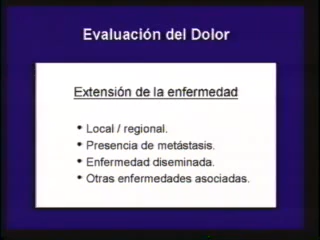 Evaluación del Dolor
Extensión de la enfermedad
• Local / regional.
• Presencia de metástasis.
• Enfermedad diseminada.
• Otras enfermedades asociadas.